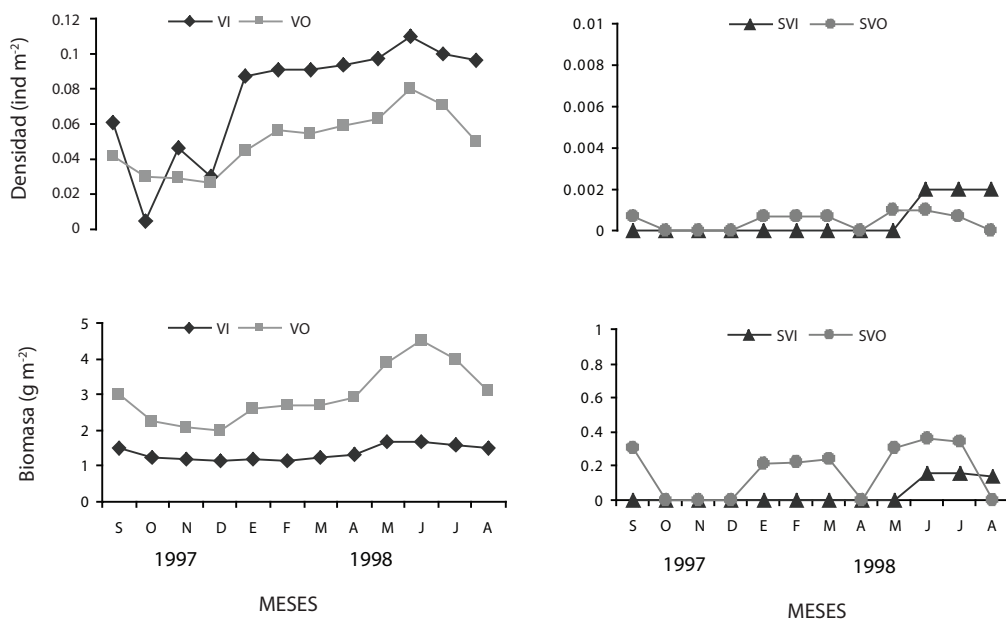 VI VO
0.12
0.1
0.08
0.06
0.04
0.02
0
Densidad (ind m-2)
SVI SVO
0.01
0.008
0.006
0.004
0.002
0
VI VO
5
4
3
2
1
0
Biomasa (g m-2)
S O N D E F M A M J J A
1997 1998
MESES
SVI SVO
1
0.8
0.6
0.4
0.2
0
S O N D E F M A M J J A
1997 1998
MESES